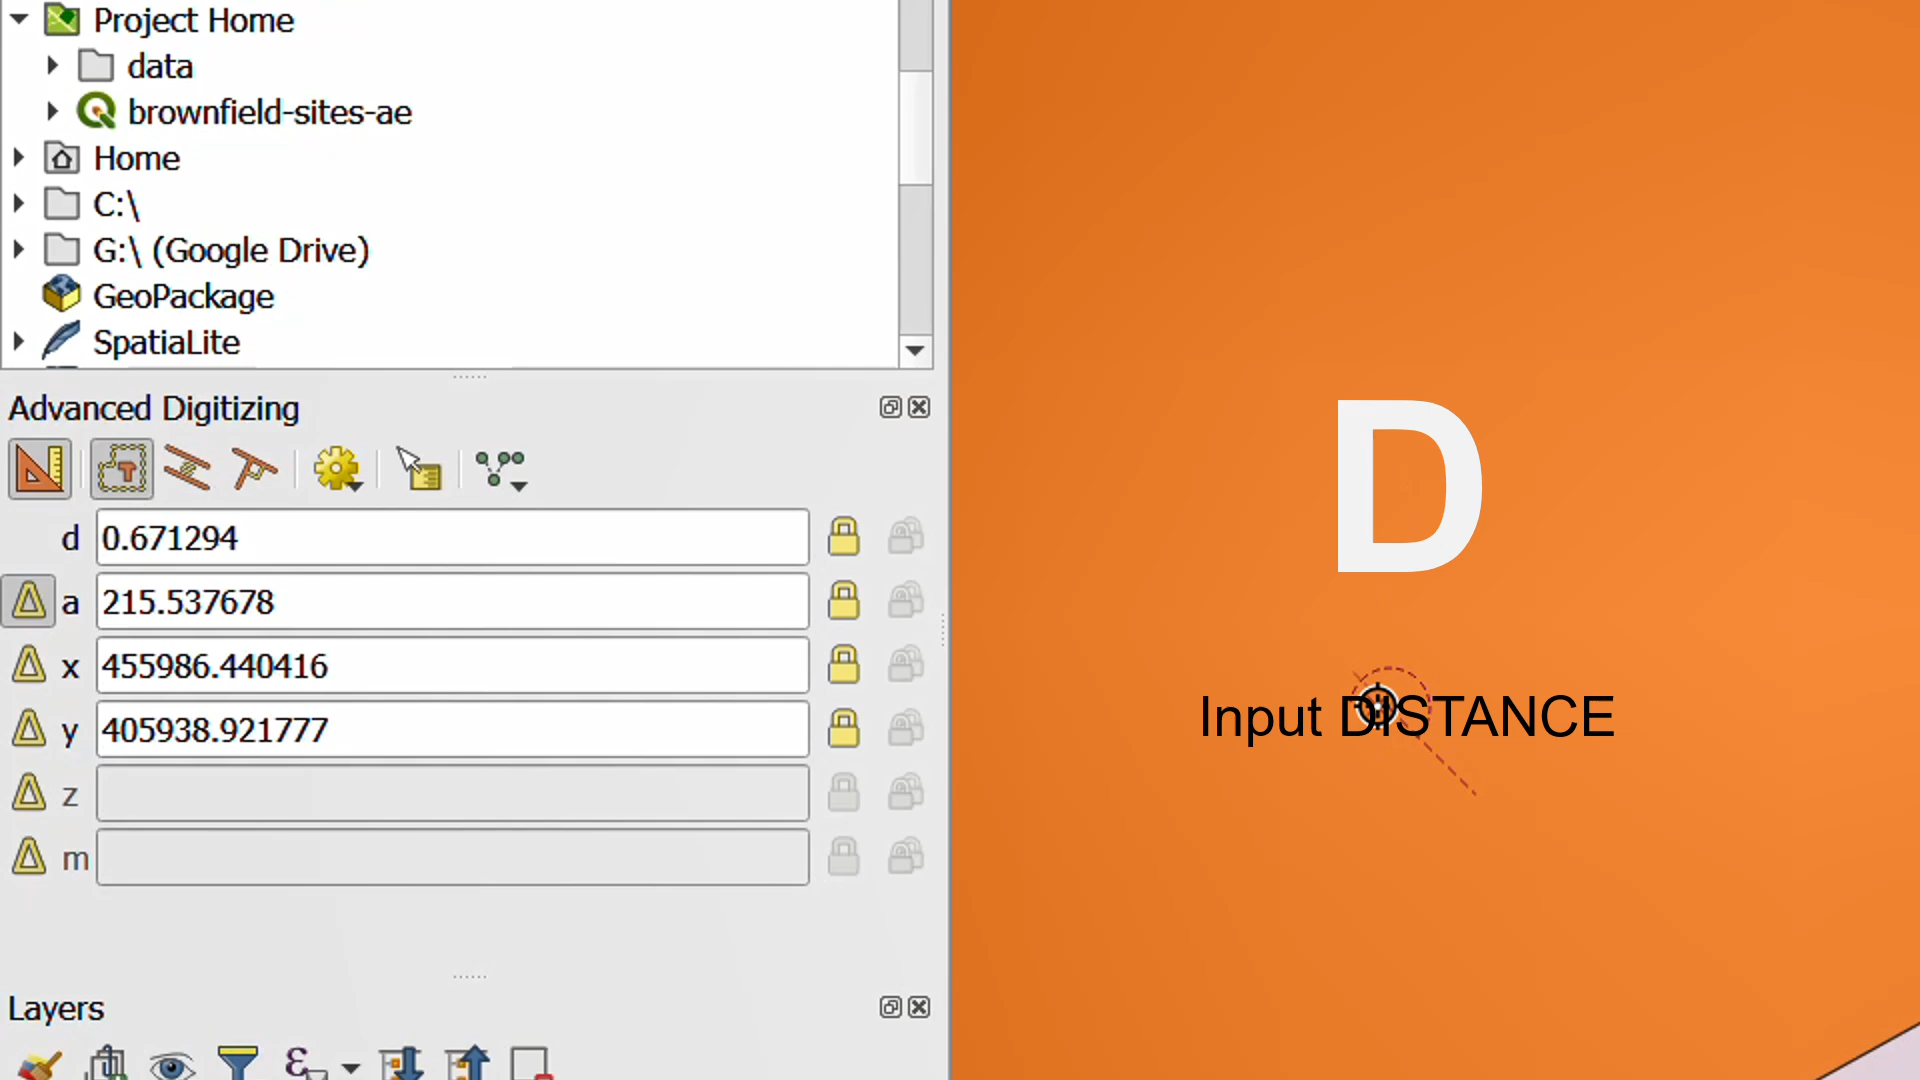 Project Home
data
brownfield-sites-ae
Home
C:\
G:\ (Google Drive)
GeoPackage
SpatiaLite
Advanced Digitizing
d 0.671294
a 215.537678
x 455986.440416
y 405938.921777
z
m
Layers
D
Input DISTANCE